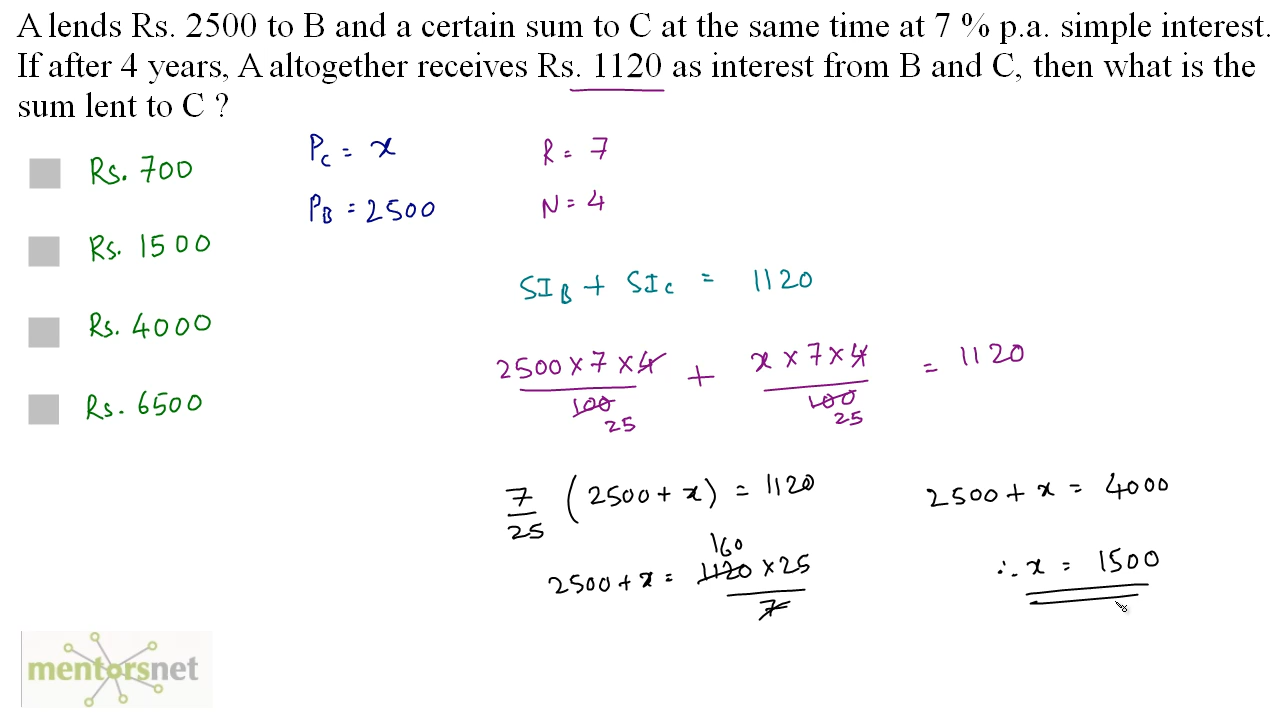 A lends Rs. 2500 to B and a certain sum to C at the same time at 7 % p.a. simple interest.
If after 4 years, A altogether receives Rs. 1120 as interest from B and C, then what is the
sum lent to C ?
Rs. 700
Rs. 1500
Rs. 4000
Rs. 6500
Pc = x
PB = 2500
R = 7
N = 4
SIB + SIc = 1120
2500 x 7 x 4 + x x 7 x 4 = 1120
100 100
25 25
7 (2500 + x) = 1120
25
160
2500 + x = 1120 x 25
7
2500 + x = 4000
∴ x = 1500
mentorsnet